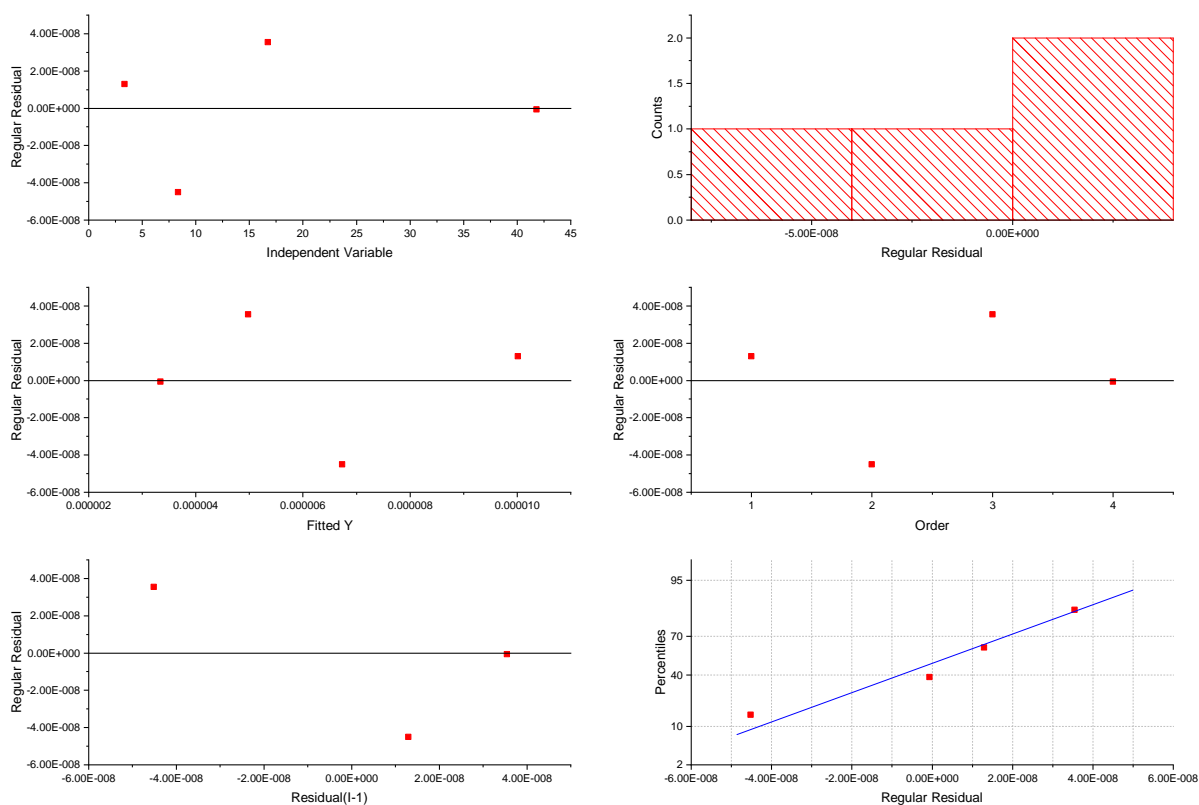 4.00E-008
2.00E-008
0.00E+000
-2.00E-008
-4.00E-008
-6.00E-008
Regular Residual
0 5 10 15 20 25 30 35 40 45
Independent Variable
2.0
1.5
1.0
0.5
0.0
Counts
-5.00E-008 0.00E+000
Regular Residual
4.00E-008
2.00E-008
0.00E+000
-2.00E-008
-4.00E-008
-6.00E-008
Regular Residual
0.000002 0.000004 0.000006 0.000008 0.000010
Fitted Y
4.00E-008
2.00E-008
0.00E+000
-2.00E-008
-4.00E-008
-6.00E-008
Regular Residual
1 2 3 4
Order
4.00E-008
2.00E-008
0.00E+000
-2.00E-008
-4.00E-008
-6.00E-008
Regular Residual
-6.00E-008 -4.00E-008 -2.00E-008 0.00E+000 2.00E-008 4.00E-008
Residual(I-1)
95
70
40
10
2
Percentiles
-6.00E-008 -4.00E-008 -2.00E-008 0.00E+000 2.00E-008 4.00E-008 6.00E-008
Regular Residual